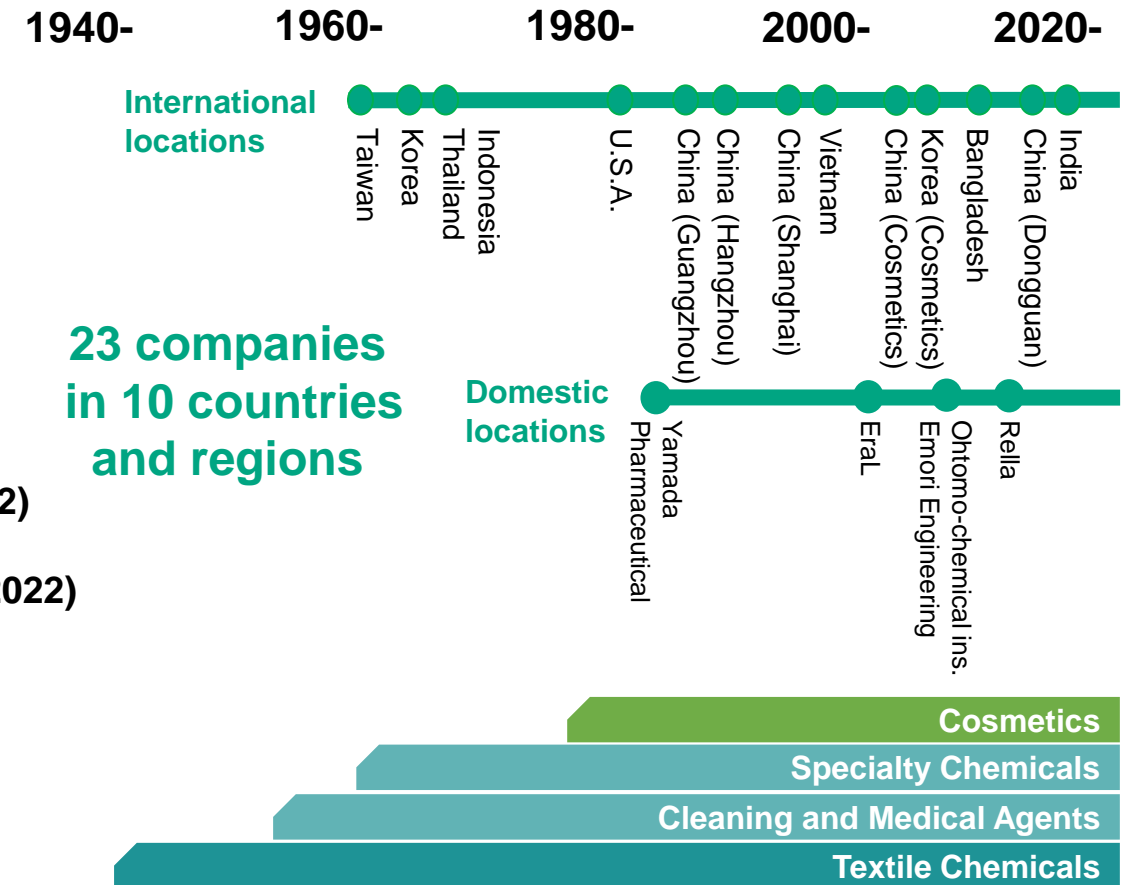 1940-
1960-
1980-
2000-
2020-
International
locations
Taiwan
Korea
Thailand
Indonesia
U.S.A.
China (Guangzhou)
China (Hangzhou)
China (Shanghai)
Vietnam
China (Cosmetics)
Korea (Cosmetics)
Bangladesh
China (Dongguan)
India
23 companies
in 10 countries
and regions
Domestic
locations
Yamada
Pharmaceutical
EraL
Ohtomo-chemical ins.
Emori Engineering
Rella
2)
2022)
Cosmetics
Specialty Chemicals
Cleaning and Medical Agents
Textile Chemicals